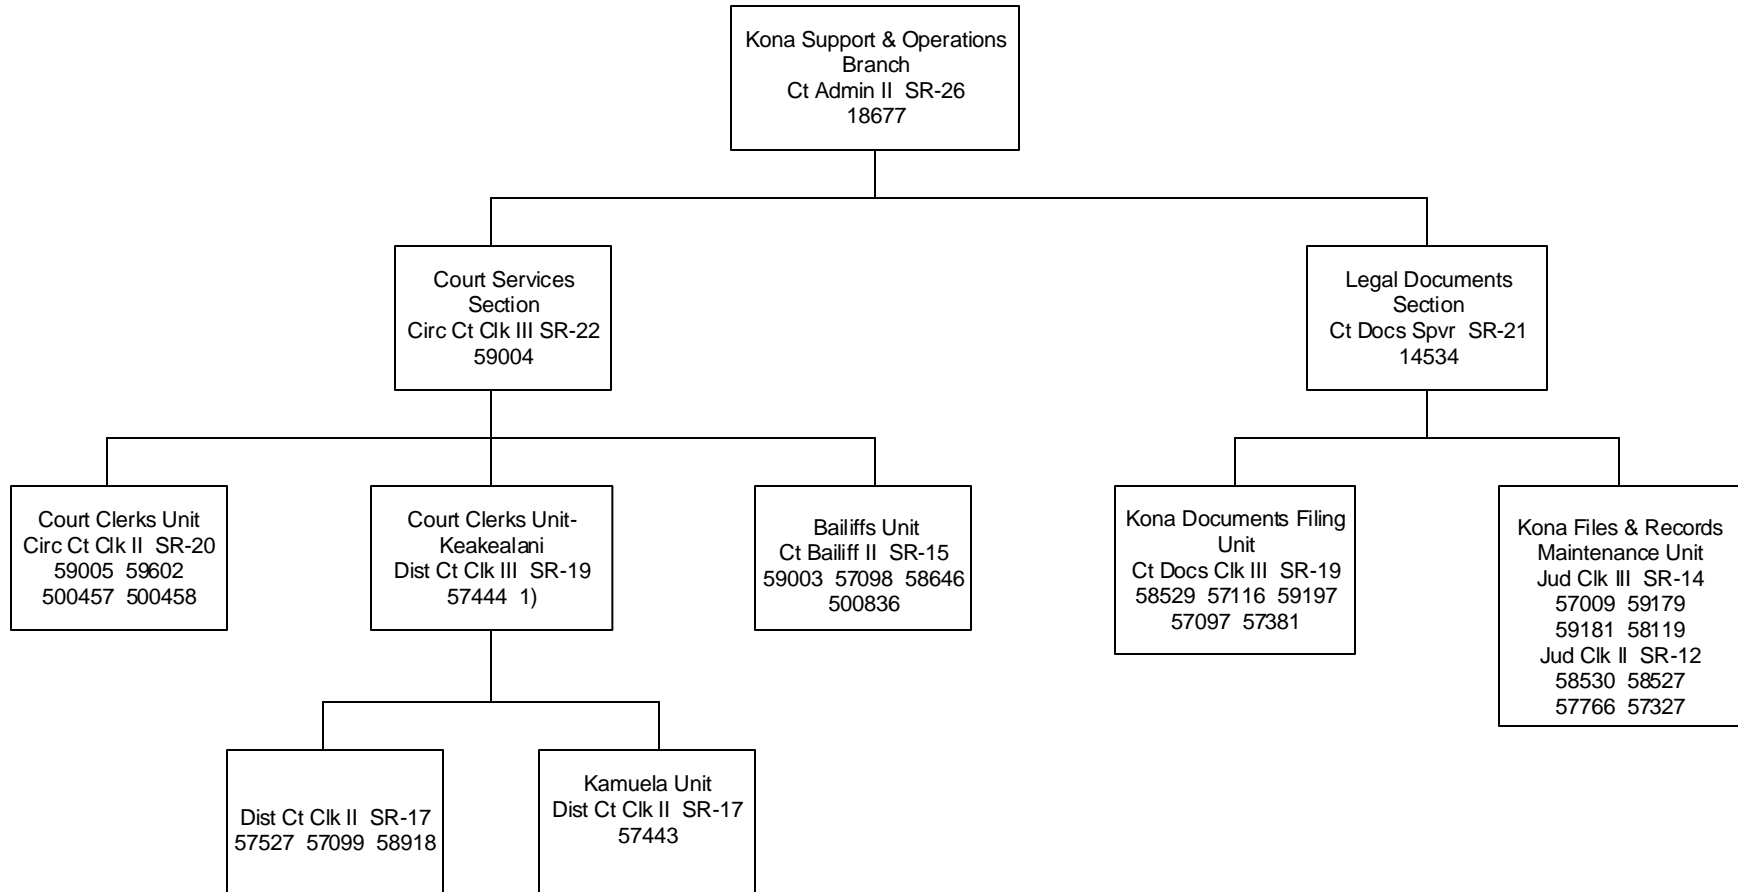 Kona Support & Operations
Branch
Ct Admin II SR-26
18677
Court Services
Section
Circ Ct Clk III SR-22
59004
Legal Documents
Section
Ct Docs Spvr SR-21
14534
Court Clerks Unit
Circ Ct Clk II SR-20
59005 59602
500457 500458
Court Clerks Unit-
Keakealani
Dist Ct Clk III SR-19
57444 1)
Bailiffs Unit
Ct Bailiff II SR-15
59003 57098 58646
500836
Kona Documents Filing
Unit
Ct Docs Clk III SR-19
58529 57116 59197
57097 57381
Kona Files & Records
Maintenance Unit
Jud Clk III SR-14
57009 59179
59181 58119
Jud Clk II SR-12
58530 58527
57766 57327
Dist Ct Clk II SR-17
57527 57099 58918
Kamuela Unit
Dist Ct Clk II SR-17
57443